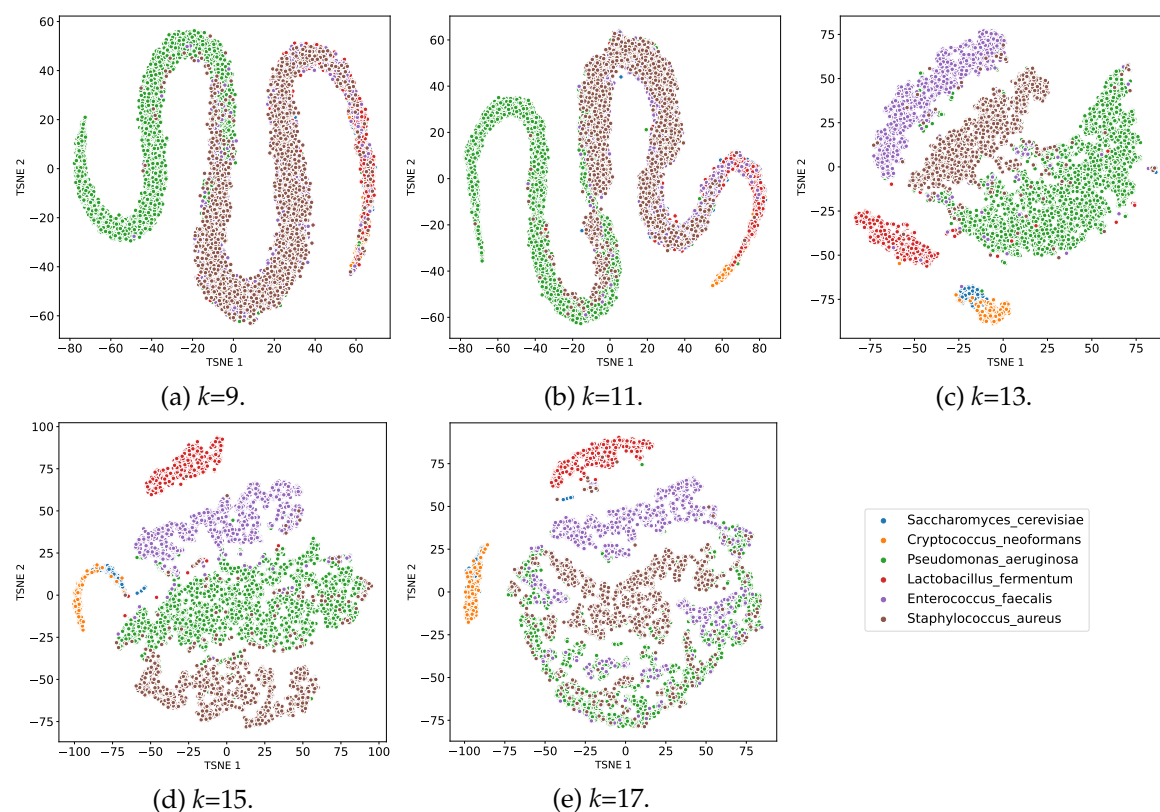 60
40
20
0
−20
−40
−60
TSNE 2
−80 −60 −40 −20 0 20 40 60
TSNE 1
(a) k=9.
60
40
20
0
−20
−40
−60
TSNE 2
−80 −60 −40 −20 0 20 40 60 80
TSNE 1
(b) k=11.
75
50
25
0
−25
−50
−75
TSNE 2
−75 −50 −25 0 25 50 75
TSNE 1
(c) k=13.
100
75
50
25
0
−25
−50
−75
TSNE 2
−100 −75 −50 −25 0 25 50 75 100
TSNE 1
(d) k=15.
75
50
25
0
−25
−50
−75
TSNE 2
−100 −75 −50 −25 0 25 50 75
TSNE 1
(e) k=17.
Saccharomyces_cerevisiae
Cryptococcus_neoformans
Pseudomonas_aeruginosa
Lactobacillus_fermentum
Enterococcus_faecalis
Staphylococcus_aureus